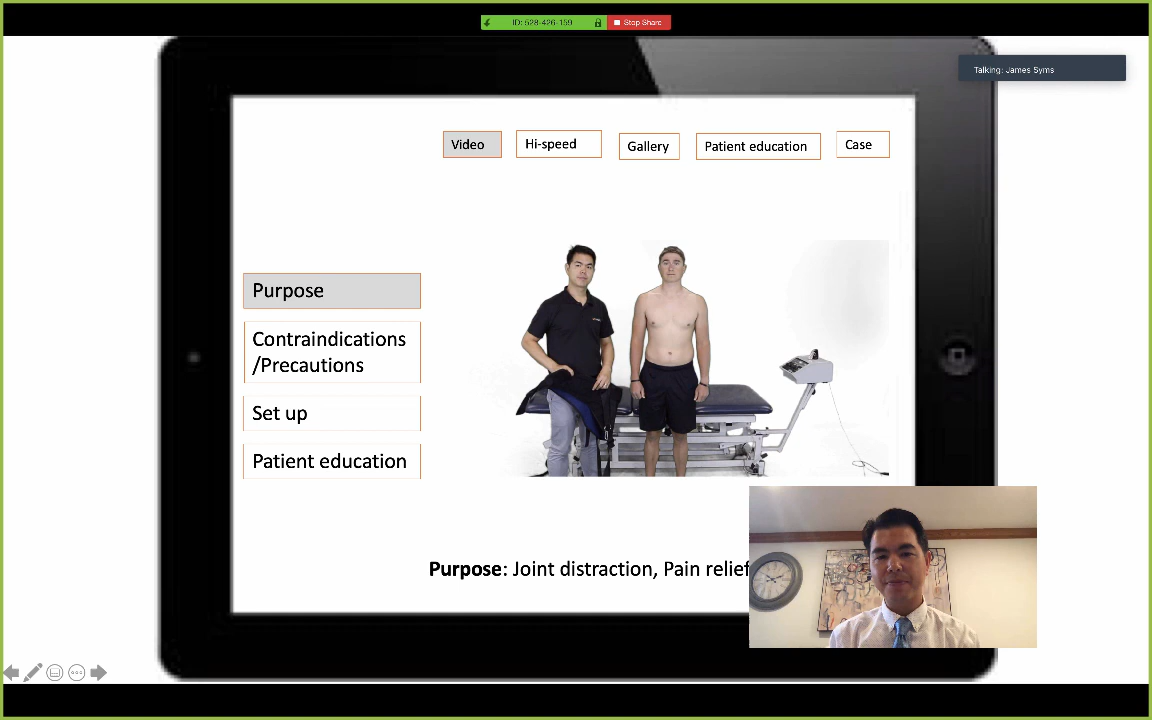 ID: 528-426-159 Stop Share
Talking: James Syms
Video Hi-speed Gallery Patient education Case
Purpose
Contraindications
/Precautions
Set up
Patient education
Purpose: Joint distraction, Pain relief